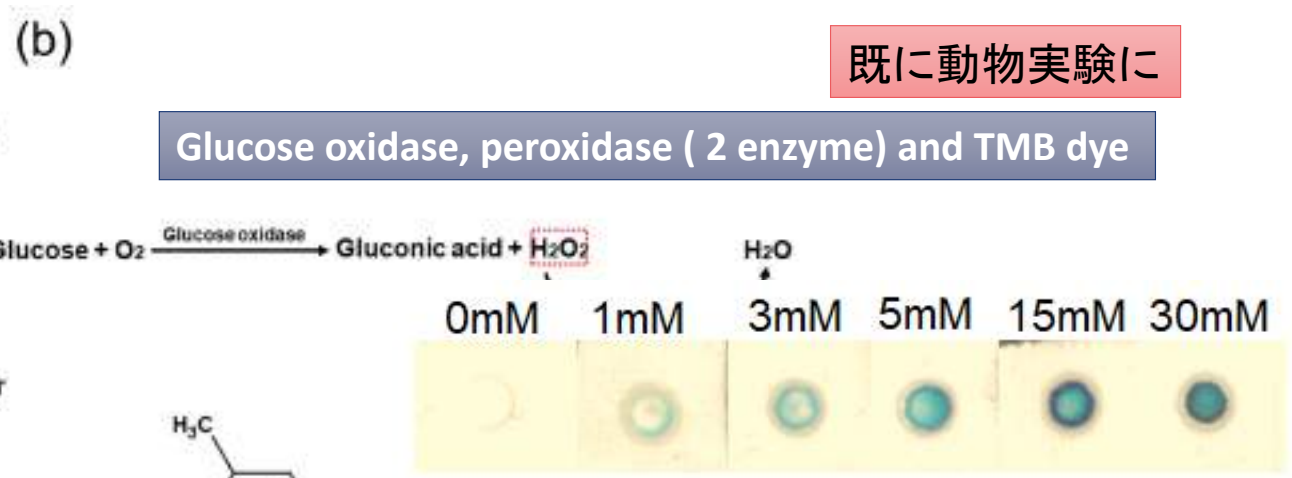 (b)
既に動物実験に
Glucose oxidase, peroxidase ( 2 enzyme) and TMB dye
Glucose oxidase
Glucose + O2 Gluconic acid + H2O2 H2O
0mM 1mM 3mM 5mM 15mM 30mM
H3C